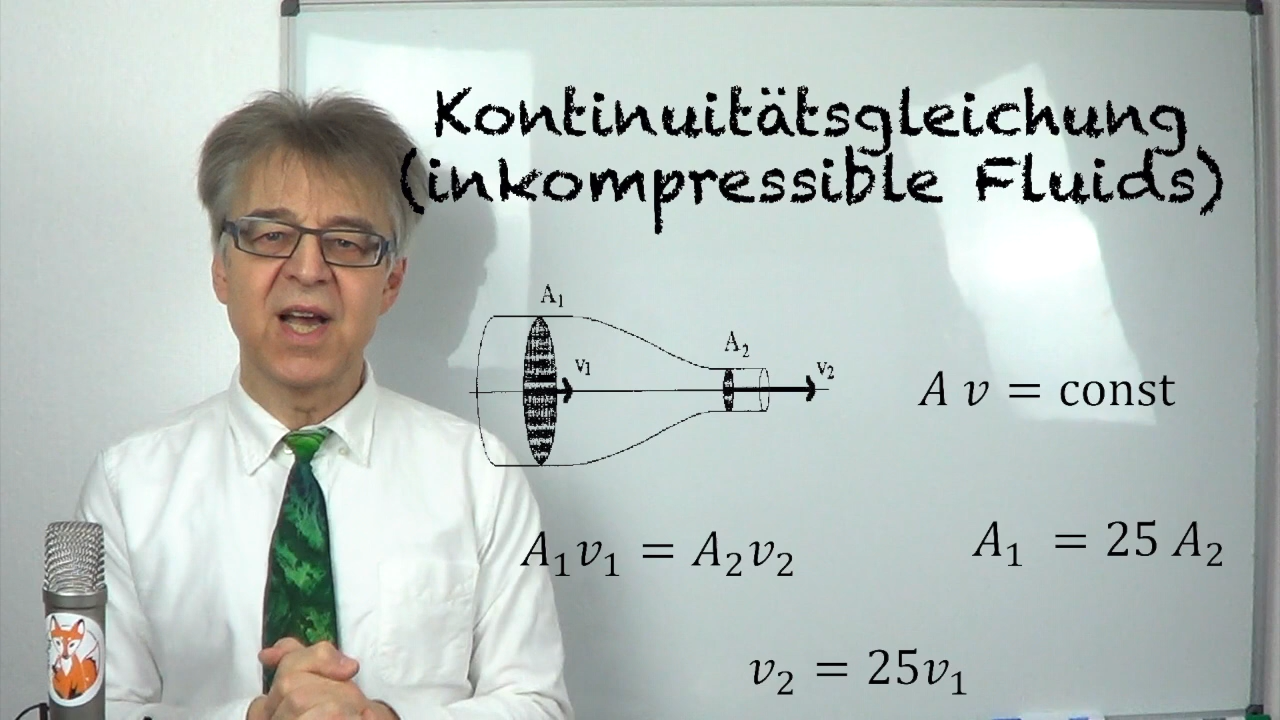 Kontinuitätsgleichung
(inkompressible Fluids)
A₁
v₁
A₂
v₂
A v = const
A₁v₁ = A₂v₂
A₁ = 25 A₂
v₂ = 25v₁